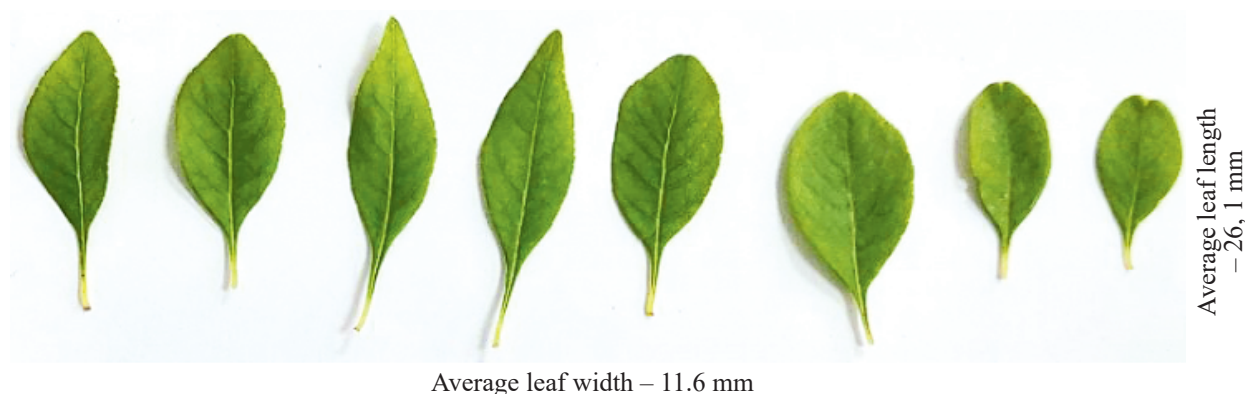 Average leaf length
– 26, 1 mm
Average leaf width – 11.6 mm